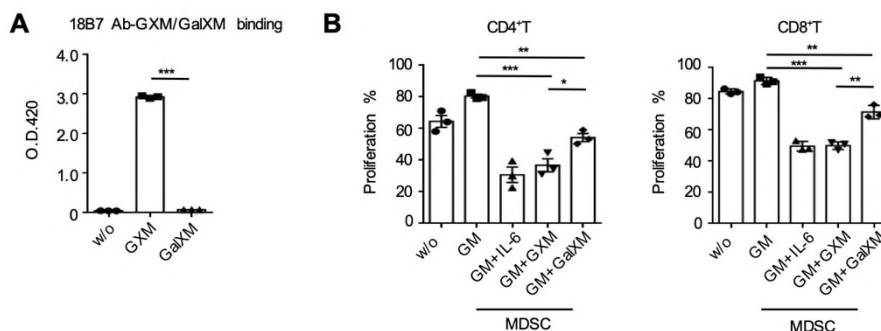 A
18B7 Ab-GXM/GalXM binding
***
4.0
3.0
2.0
1.0
0
O.D.420
w/o
GXM
GalXM
B
CD4+T
**
***
*
100
80
60
40
20
Proliferation %
w/o
GM
GM+IL-6
GM+GXM
GM+GalXM
MDSC
CD8+T
**
***
**
100
80
60
40
20
0
Proliferation %
w/o
GM
GM+IL-6
GM+GXM
GM+GalXM
MDSC